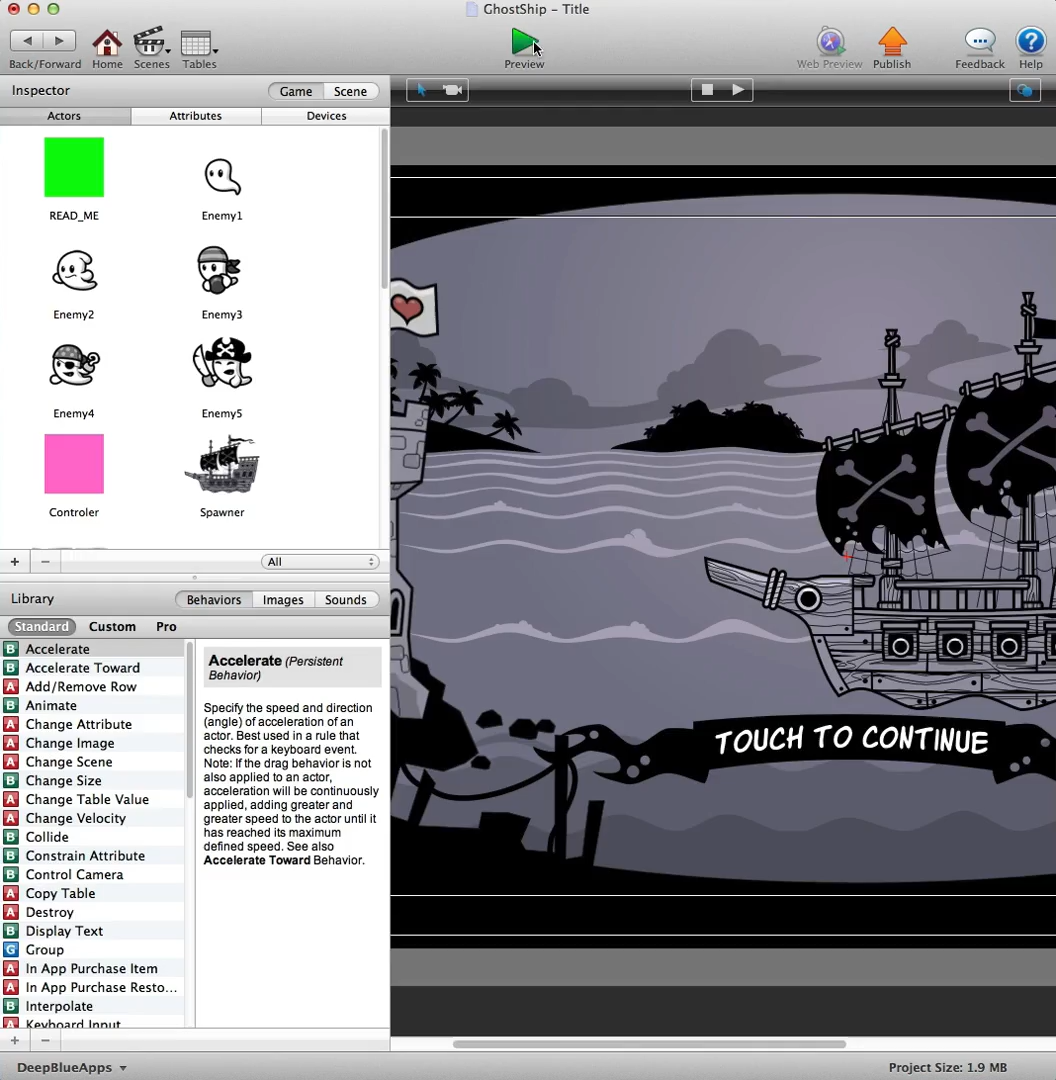 GhostShip – Title
Back/Forward Home Scenes Tables Preview Web Preview Publish Feedback Help
Inspector Game Scene
Actors Attributes Devices
READ_ME Enemy1
Enemy2 Enemy3
Enemy4 Enemy5
Controler Spawner
+ − All
Library Behaviors Images Sounds
Standard Custom Pro
B Accelerate
B Accelerate Toward
A Add/Remove Row
B Animate
A Change Attribute
A Change Image
A Change Scene
B Change Size
A Change Table Value
A Change Velocity
B Collide
B Constrain Attribute
B Control Camera
A Copy Table
A Destroy
B Display Text
G Group
A In App Purchase Item
A In App Purchase Resto...
B Interpolate
A Keyboard Input
Accelerate (Persistent
Behavior)
Specify the speed and direction
(angle) of acceleration of an
actor. Best used in a rule that
checks for a keyboard event.
Note: If the drag behavior is not
also applied to an actor,
acceleration will be continuously
applied, adding greater and
greater speed to the actor until it
has reached its maximum
defined speed. See also
Accelerate Toward Behavior.
TOUCH TO CONTINUE
+ −
DeepBlueApps Project Size: 1.9 MB